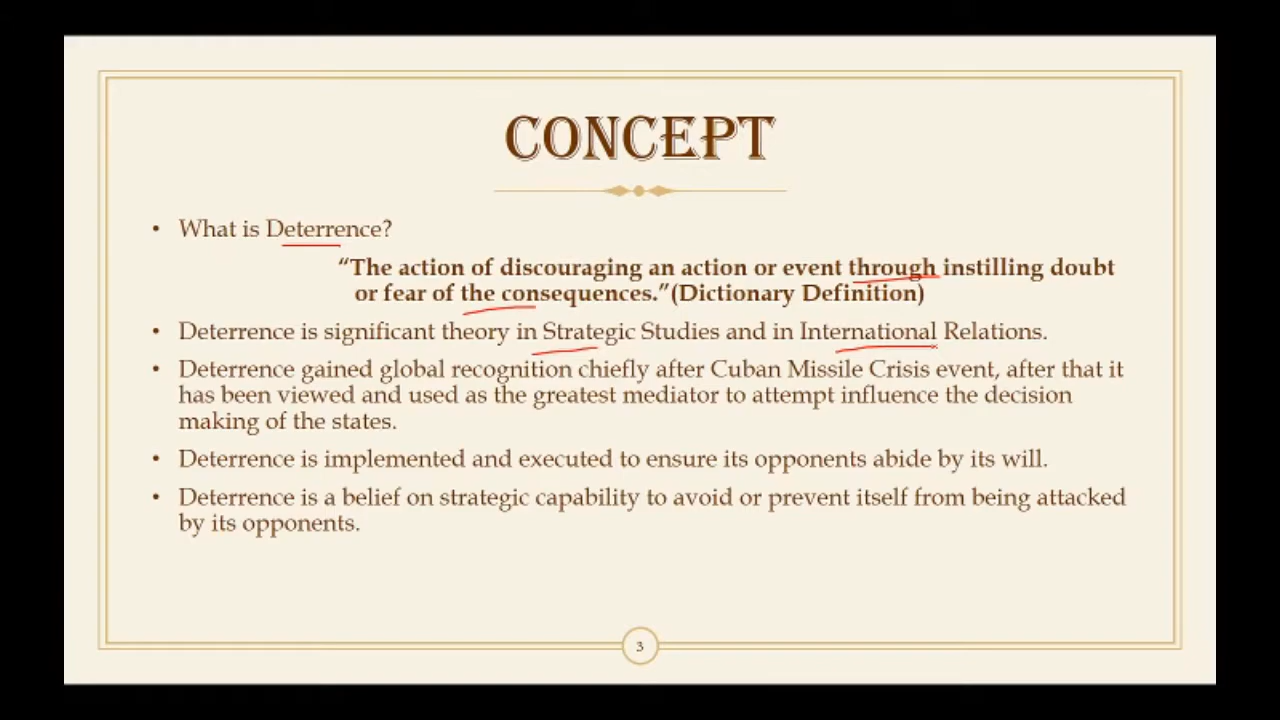 CONCEPT
• What is Deterrence?
“The action of discouraging an action or event through instilling doubt
or fear of the consequences.”(Dictionary Definition)
• Deterrence is significant theory in Strategic Studies and in International Relations.
• Deterrence gained global recognition chiefly after Cuban Missile Crisis event, after that it
has been viewed and used as the greatest mediator to attempt influence the decision
making of the states.
• Deterrence is implemented and executed to ensure its opponents abide by its will.
• Deterrence is a belief on strategic capability to avoid or prevent itself from being attacked
by its opponents.
3